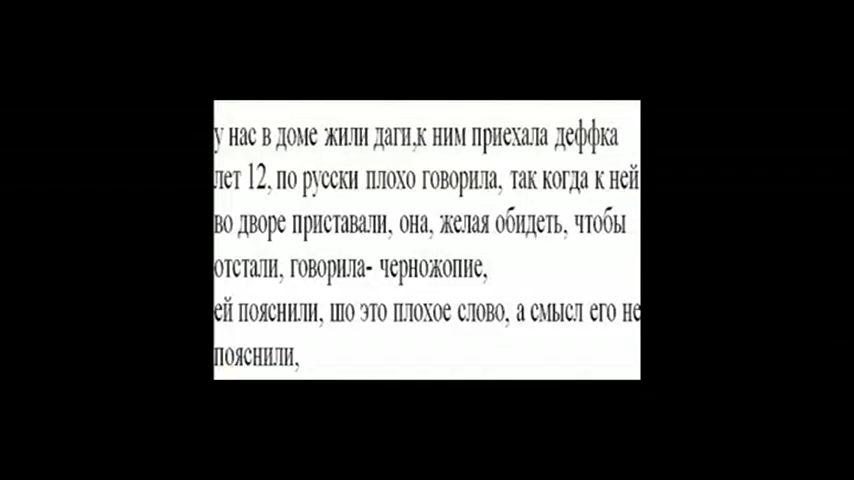 у нас в доме жили даги,к ним приехала деффка
лет 12, по русски плохо говорила, так когда к ней
во дворе приставали, она, желая обидеть, чтобы
отстали, говорила- черножопие,
ей пояснили, шо это плохое слово, а смысл его не
пояснили,